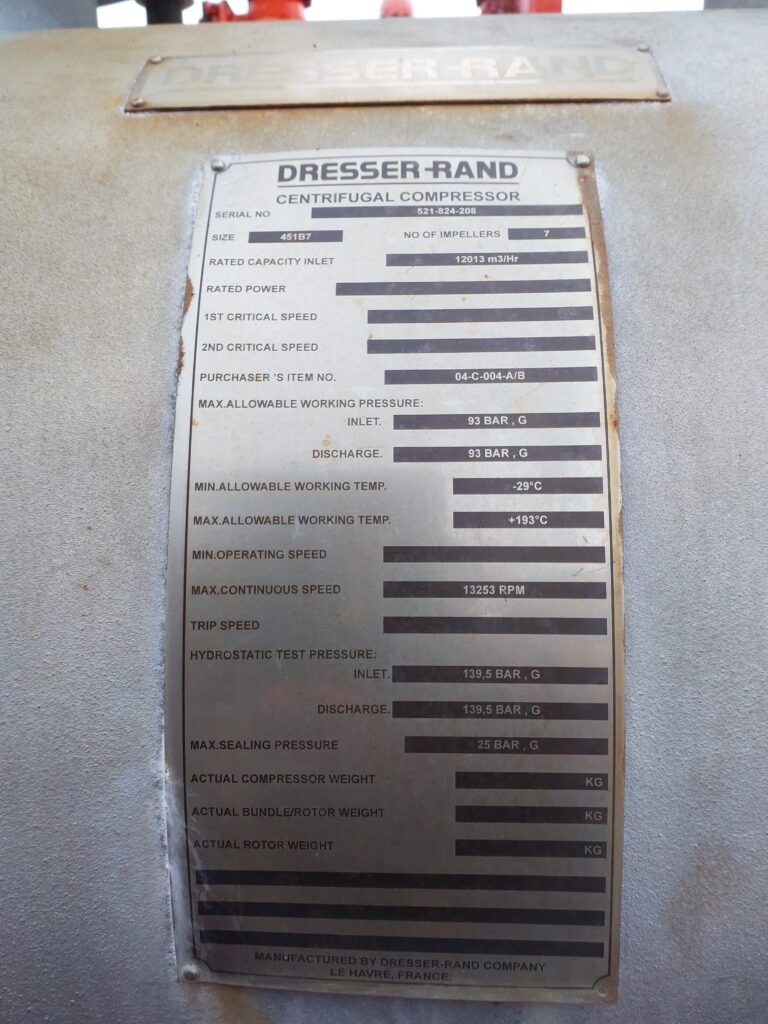 DRESSER-RAND
DRESSER-RAND
CENTRIFUGAL COMPRESSOR
SERIAL NO 521-824-208
SIZE 451B7 NO OF IMPELLERS 7
RATED CAPACITY INLET 12013 m3/Hr
RATED POWER
1ST CRITICAL SPEED
2ND CRITICAL SPEED
PURCHASER 'S ITEM NO. 04-C-004-A/B
MAX.ALLOWABLE WORKING PRESSURE:
INLET. 93 BAR , G
DISCHARGE. 93 BAR , G
MIN.ALLOWABLE WORKING TEMP. -29°C
MAX.ALLOWABLE WORKING TEMP. +193°C
MIN.OPERATING SPEED
MAX.CONTINUOUS SPEED 13253 RPM
TRIP SPEED
HYDROSTATIC TEST PRESSURE:
INLET. 139,5 BAR , G
DISCHARGE. 139,5 BAR , G
MAX.SEALING PRESSURE 25 BAR , G
ACTUAL COMPRESSOR WEIGHT KG
ACTUAL BUNDLE/ROTOR WEIGHT KG
ACTUAL ROTOR WEIGHT KG
MANUFACTURED BY DRESSER-RAND COMPANY
LE HAVRE, FRANCE.